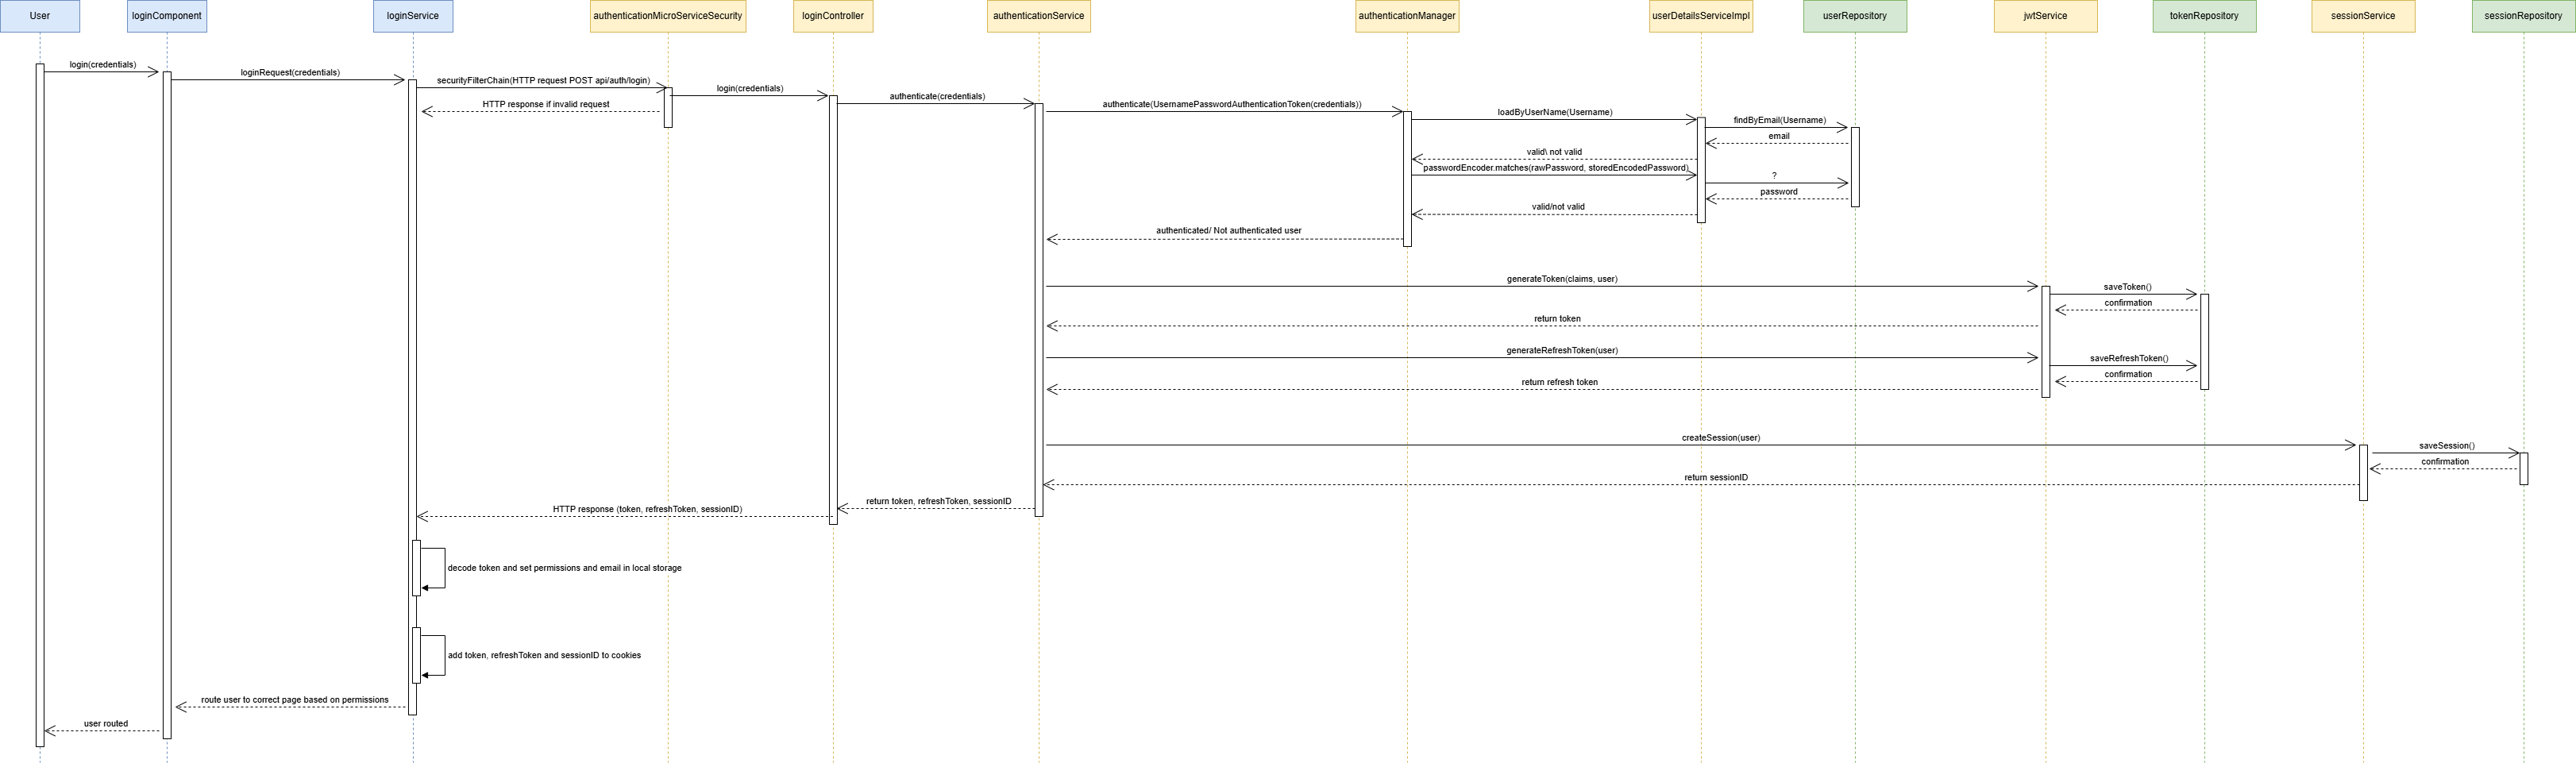 User
loginComponent
loginService
authenticationMicroServiceSecurity
loginController
authenticationService
authenticationManager
userDetailsServiceImpl
userRepository
jwtService
tokenRepository
sessionService
sessionRepository
login(credentials)
loginRequest(credentials)
securityFilterChain(HTTP request POST api/auth/login)
login(credentials)
authenticate(credentials)
HTTP response if invalid request
authenticate(UsernamePasswordAuthenticationToken(credentials))
loadByUserName(Username)
findByEmail(Username)
email
valid\ not valid
passwordEncoder.matches(rawPassword, storedEncodedPassword)
?
password
valid/not valid
authenticated/ Not authenticated user
generateToken(claims, user)
saveToken()
confirmation
return token
generateRefreshToken(user)
saveRefreshToken()
confirmation
return refresh token
createSession(user)
saveSession()
confirmation
return sessionID
return token, refreshToken, sessionID
HTTP response (token, refreshToken, sessionID)
decode token and set permissions and email in local storage
add token, refreshToken and sessionID to cookies
route user to correct page based on permissions
user routed